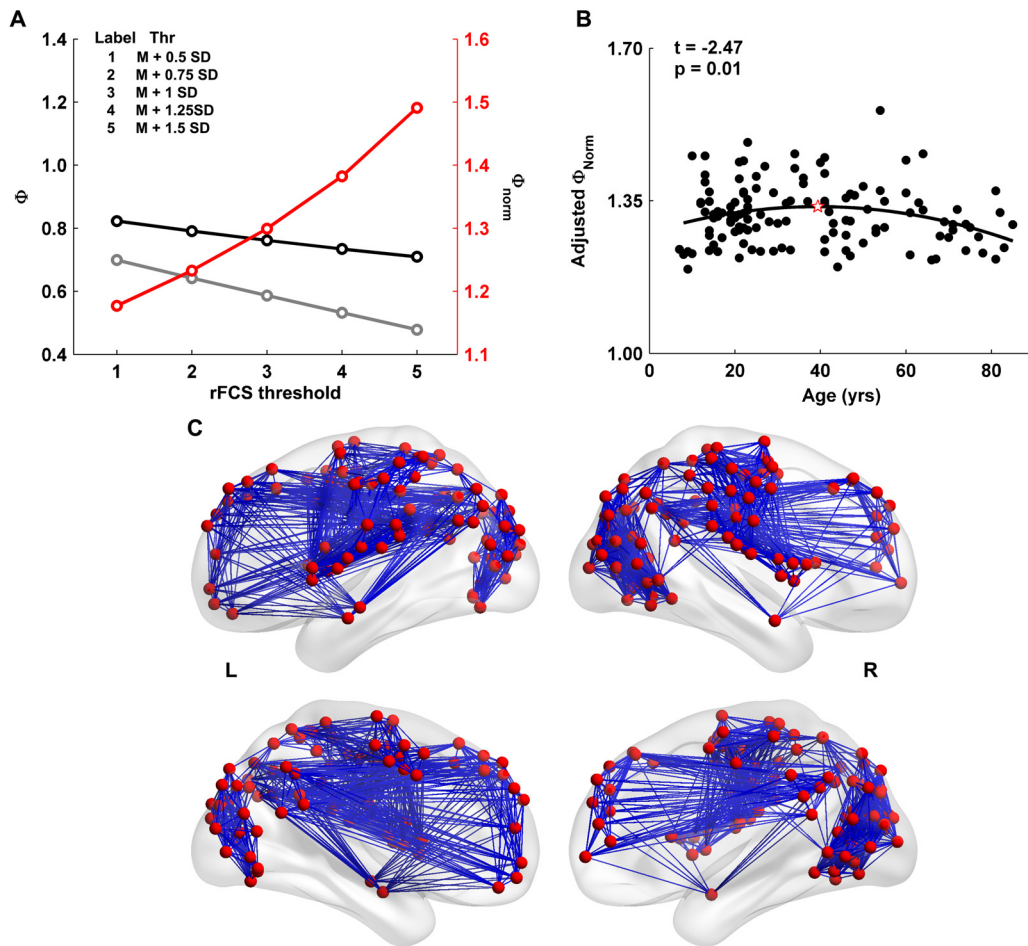 A
Label Thr
1 M + 0.5 SD
2 M + 0.75 SD
3 M + 1 SD
4 M + 1.25SD
5 M + 1.5 SD
1.4
1.2
1.0
0.8
0.6
0.4
Φ
1.6
1.5
1.4
1.3
1.2
1.1
Φnorm
1 2 3 4 5
rFCS threshold
B
t = -2.47
p = 0.01
1.70
1.35
1.00
Adjusted ΦNorm
0 20 40 60 80
Age (yrs)
C
L R